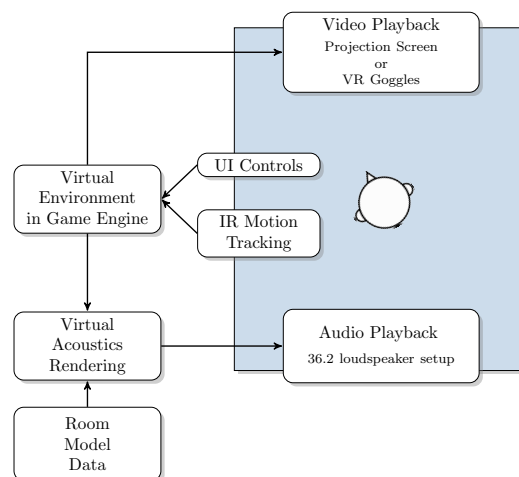 Video Playback
Projection Screen
or
VR Goggles
UI Controls
Virtual
Environment
in Game Engine
IR Motion
Tracking
Virtual
Acoustics
Rendering
Audio Playback
36.2 loudspeaker setup
Room
Model
Data